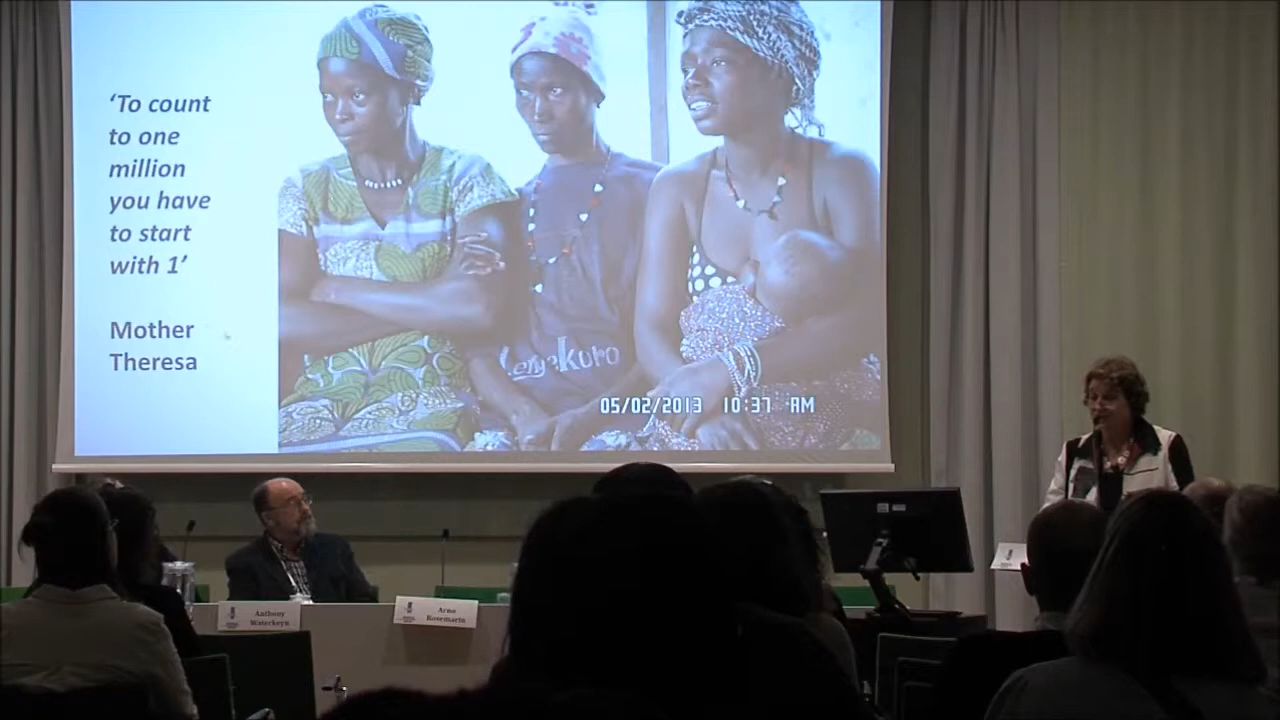 ‘To count
to one
million
you have
to start
with 1’
Mother
Theresa
LengeKoro
05/02/2013 10:37 AM
Anthony
Waterkeyn
Arno
Rosemarin